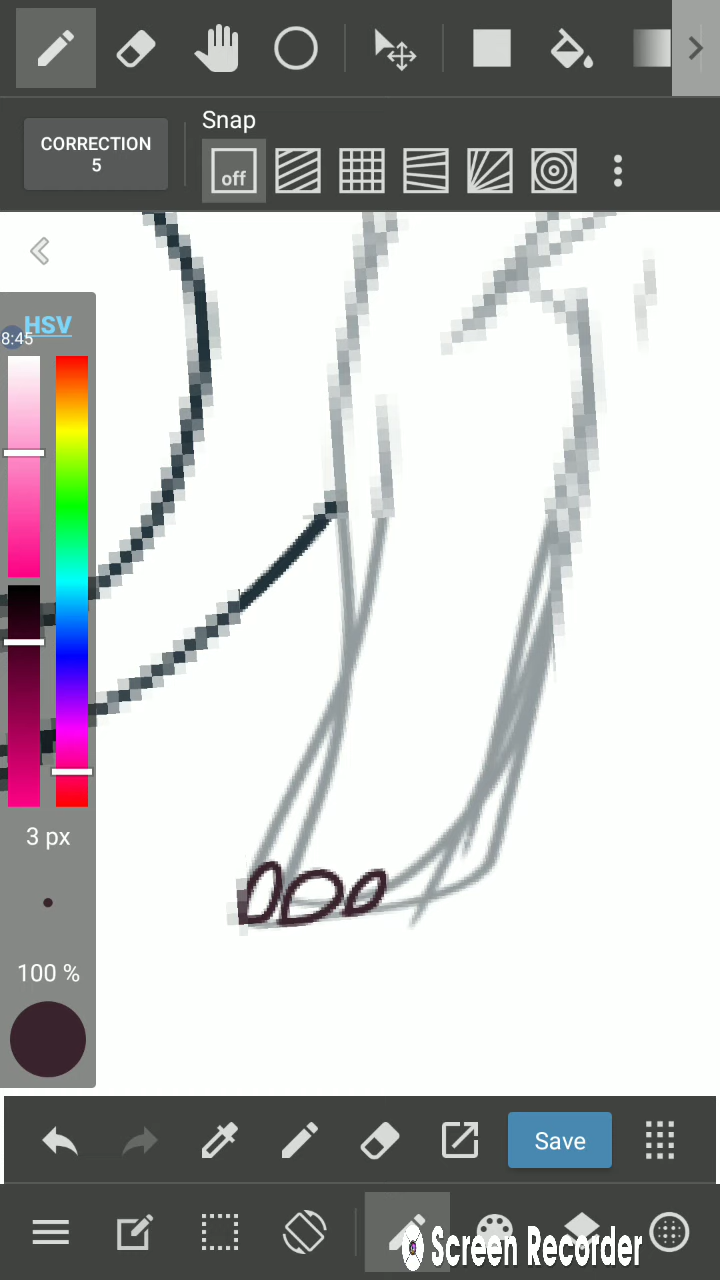 CORRECTION
5
Snap
off
HSV
8:45
3 px
100 %
Save
Screen Recorder